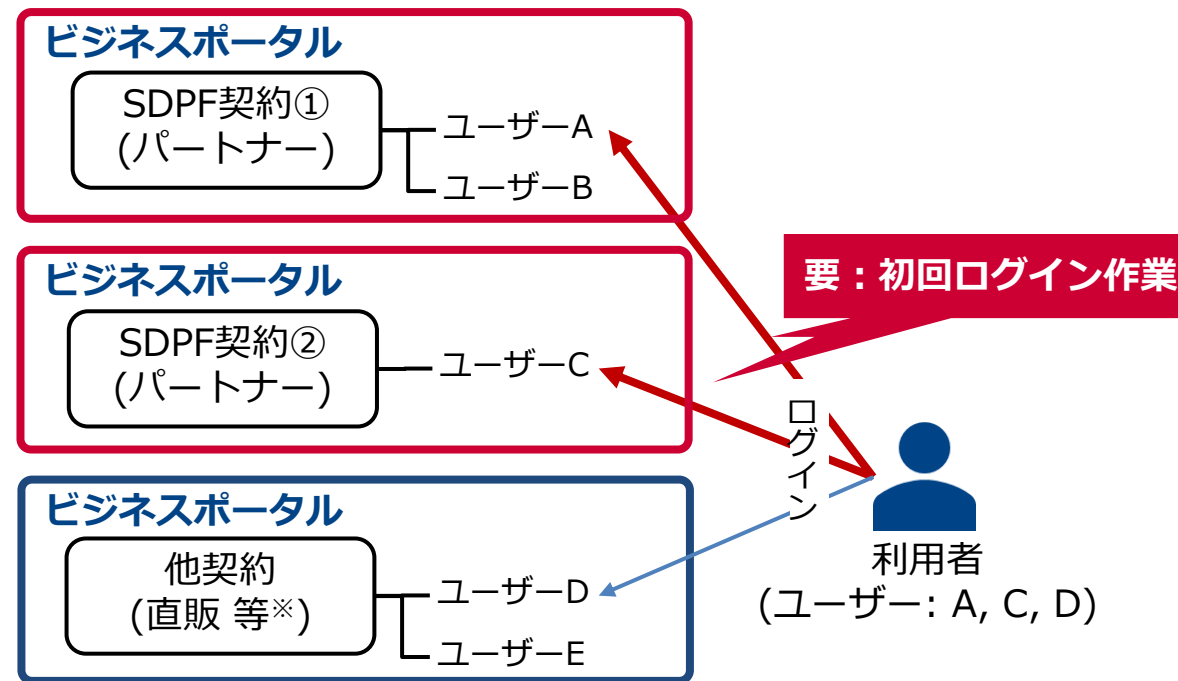 ビジネスポータル
SDPF契約①
(パートナー)
ユーザーA
ユーザーB
ビジネスポータル
SDPF契約②
(パートナー)
ユーザーC
要：初回ログイン作業
ログイン
ビジネスポータル
他契約
(直販 等※)
ユーザーD
ユーザーE
利用者
(ユーザー: A, C, D)